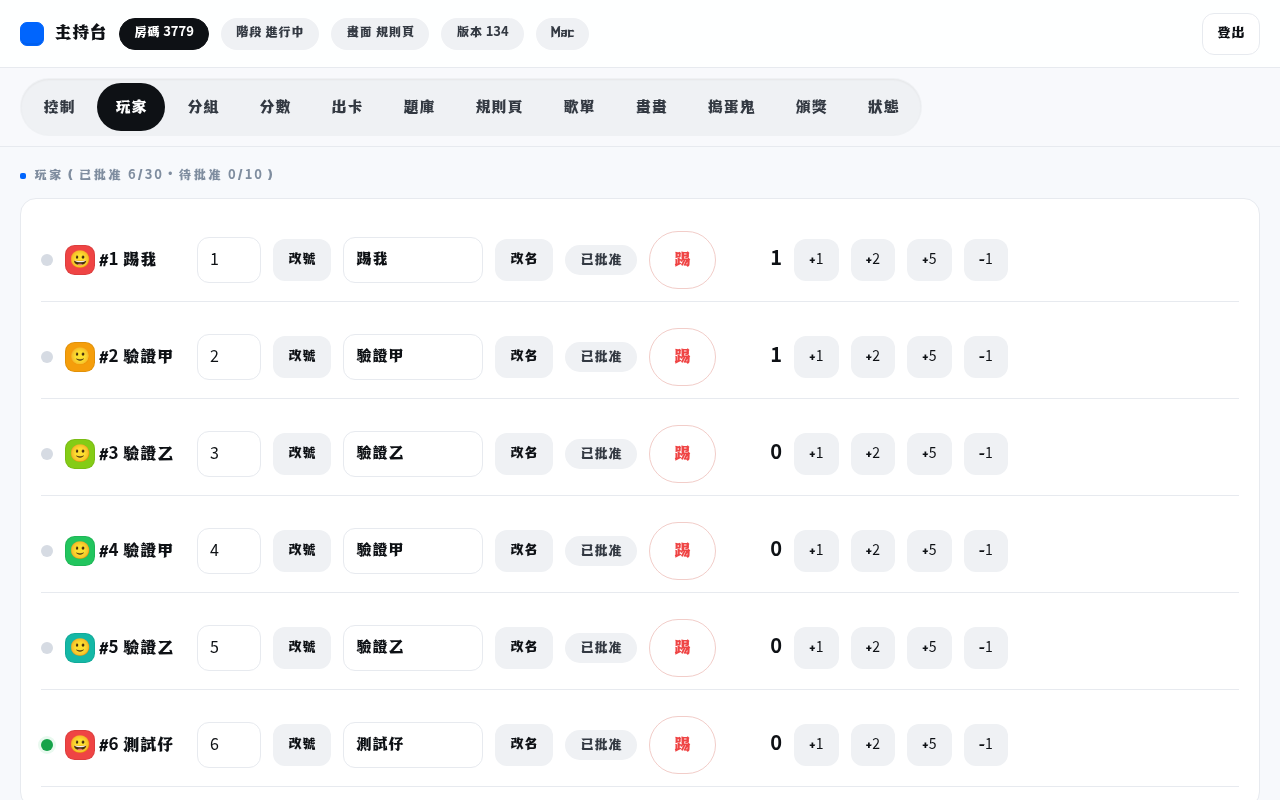 主持台 房碼 3779 階段 進行中 畫面 規則頁 版本 134 Mac 登出
控制 玩家 分組 分數 出卡 題庫 規則頁 歌單 畫畫 搗蛋鬼 頒獎 狀態
玩家 ( 已批准 6/30 · 待批准 0/10 )
#1 踢我 1 改號 踢我 改名 已批准 踢 1 +1 +2 +5 -1
#2 驗證甲 2 改號 驗證甲 改名 已批准 踢 1 +1 +2 +5 -1
#3 驗證乙 3 改號 驗證乙 改名 已批准 踢 0 +1 +2 +5 -1
#4 驗證甲 4 改號 驗證甲 改名 已批准 踢 0 +1 +2 +5 -1
#5 驗證乙 5 改號 驗證乙 改名 已批准 踢 0 +1 +2 +5 -1
#6 測試仔 6 改號 測試仔 改名 已批准 踢 0 +1 +2 +5 -1